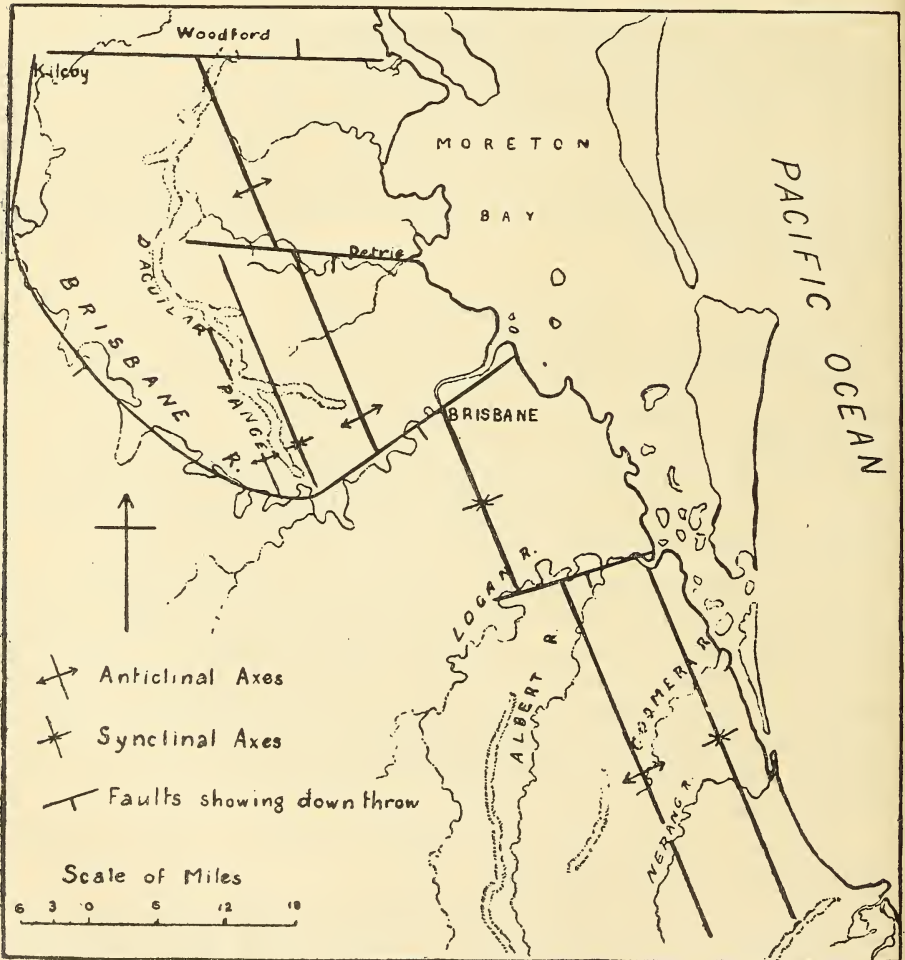 Woodford
Kilcoy
MORETON
BAY
PACIFIC
OCEAN
Petrie
D'AGUILAR
RANGE
BRISBANE
R.
BRISBANE
LOGAN R.
ALBERT R.
COOMERA R
NERANG R
Anticlinal Axes
Synclinal Axes
Faults showing down throw
Scale of Miles
6 3 0 6 12 18